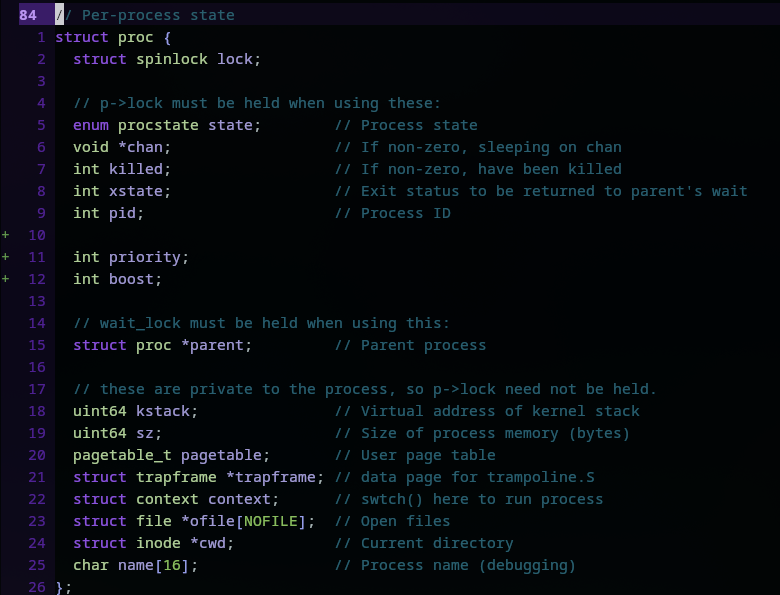 84 // Per-process state
1 struct proc {
2   struct spinlock lock;
3
4   // p->lock must be held when using these:
5   enum procstate state;        // Process state
6   void *chan;                  // If non-zero, sleeping on chan
7   int killed;                  // If non-zero, have been killed
8   int xstate;                  // Exit status to be returned to parent's wait
9   int pid;                     // Process ID
+ 10
+ 11   int priority;
+ 12   int boost;
13
14   // wait_lock must be held when using this:
15   struct proc *parent;         // Parent process
16
17   // these are private to the process, so p->lock need not be held.
18   uint64 kstack;               // Virtual address of kernel stack
19   uint64 sz;                   // Size of process memory (bytes)
20   pagetable_t pagetable;       // User page table
21   struct trapframe *trapframe; // data page for trampoline.S
22   struct context context;      // swtch() here to run process
23   struct file *ofile[NOFILE];  // Open files
24   struct inode *cwd;           // Current directory
25   char name[16];               // Process name (debugging)
26 };